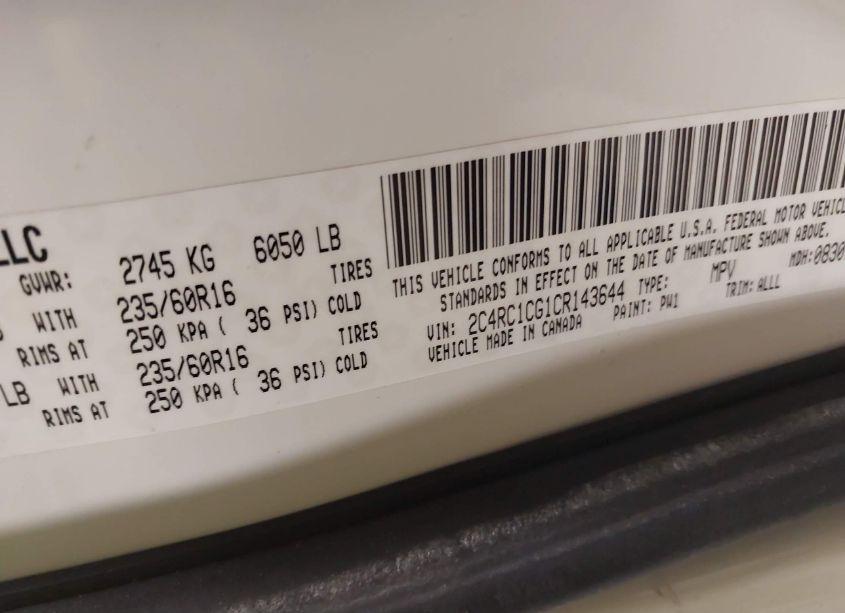 LLC
GVWR: 2745 KG 6050 LB
WITH 235/60R16 TIRES
RIMS AT 250 KPA ( 36 PSI) COLD
LB WITH 235/60R16 TIRES
RIMS AT 250 KPA ( 36 PSI) COLD
THIS VEHICLE CONFORMS TO ALL APPLICABLE U.S.A. FEDERAL MOTOR VEHICL
STANDARDS IN EFFECT ON THE DATE OF MANUFACTURE SHOWN ABOVE.
VIN: 2C4RC1CG1CR143644 TYPE: MPV MDH:0830
VEHICLE MADE IN CANADA PAINT: PW1 TRIM:ALLL